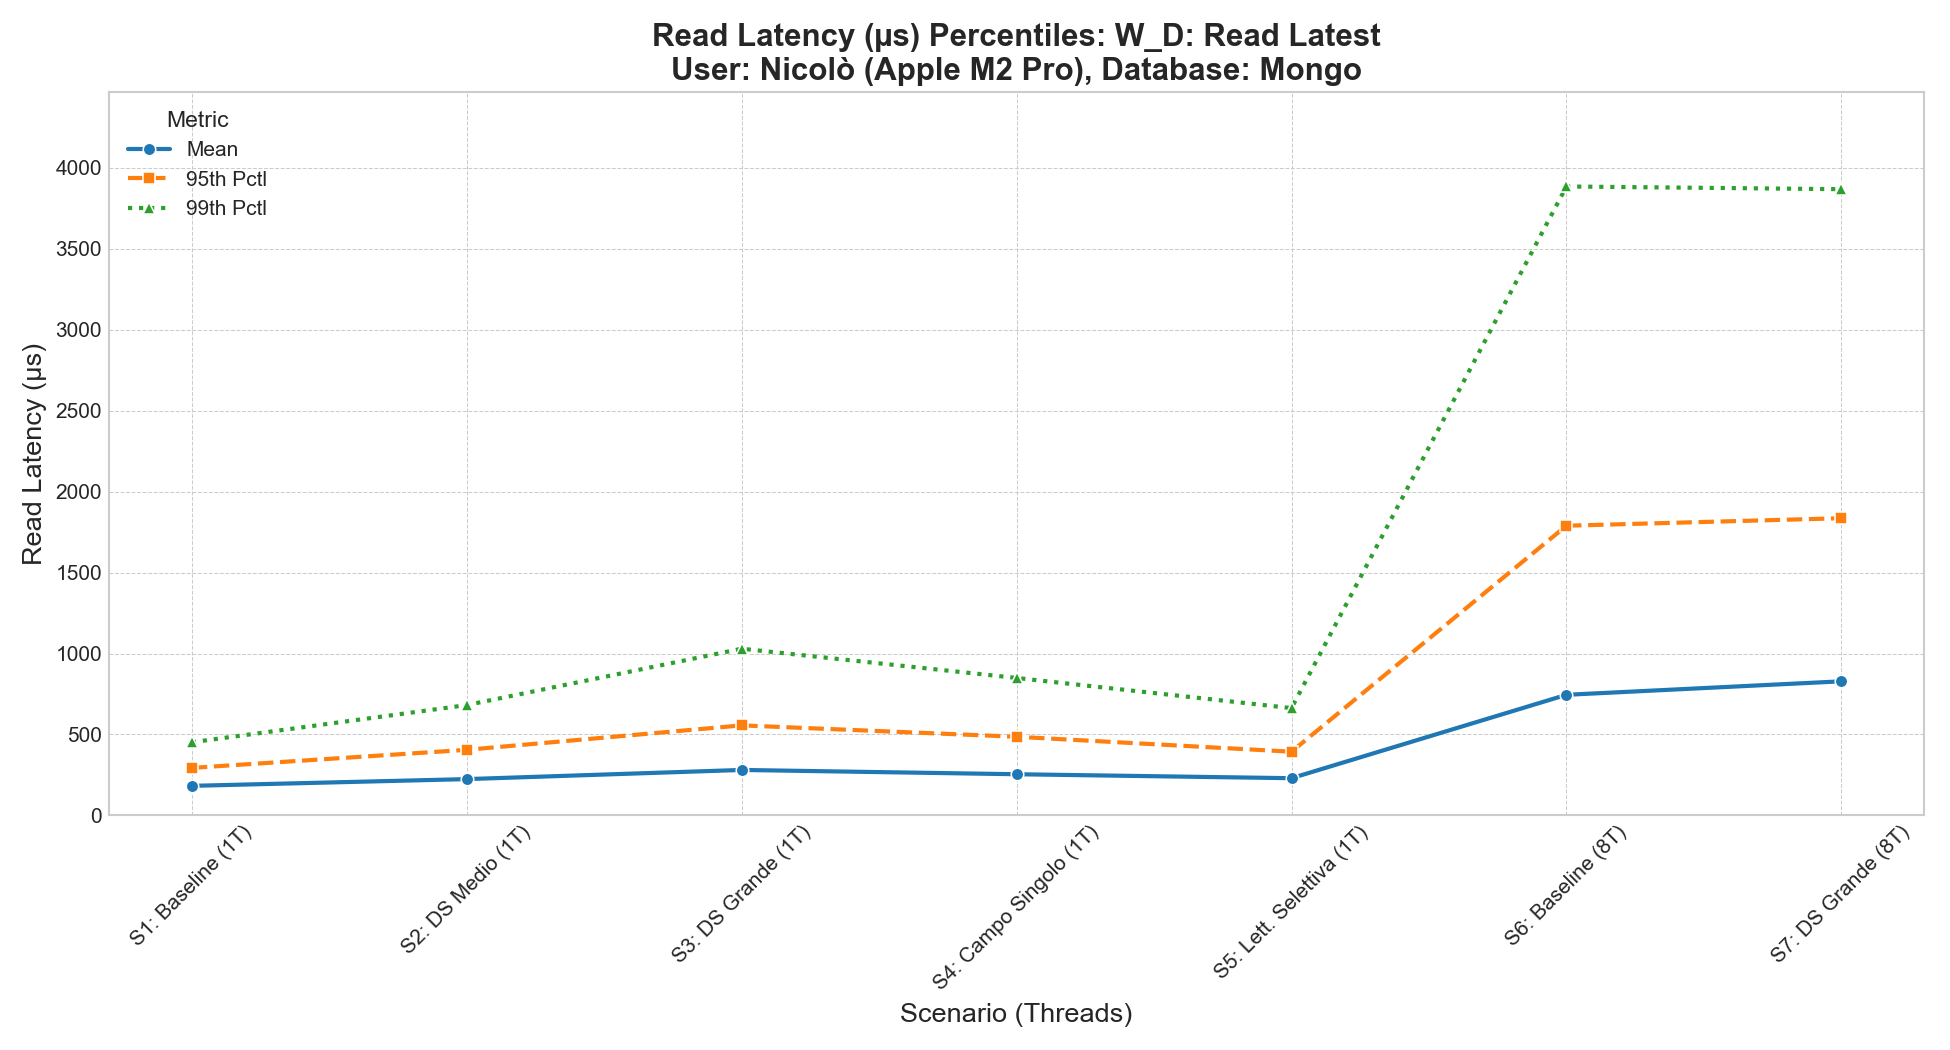 Read Latency (µs) Percentiles: W_D: Read Latest
User: Nicolò (Apple M2 Pro), Database: Mongo
Metric
Mean
95th Pctl
99th Pctl
Read Latency (µs)
4000
3500
3000
2500
2000
1500
1000
500
0
S1: Baseline (1T)
S2: DS Medio (1T)
S3: DS Grande (1T)
S4: Campo Singolo (1T)
S5: Lett. Selettiva (1T)
S6: Baseline (8T)
S7: DS Grande (8T)
Scenario (Threads)